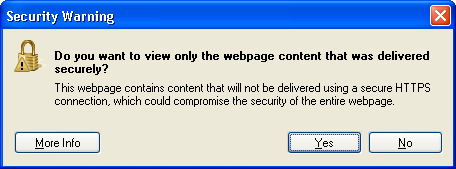 Security Warning
Do you want to view only the webpage content that was delivered
securely?
This webpage contains content that will not be delivered using a secure HTTPS
connection, which could compromise the security of the entire webpage.
More Info
Yes
No